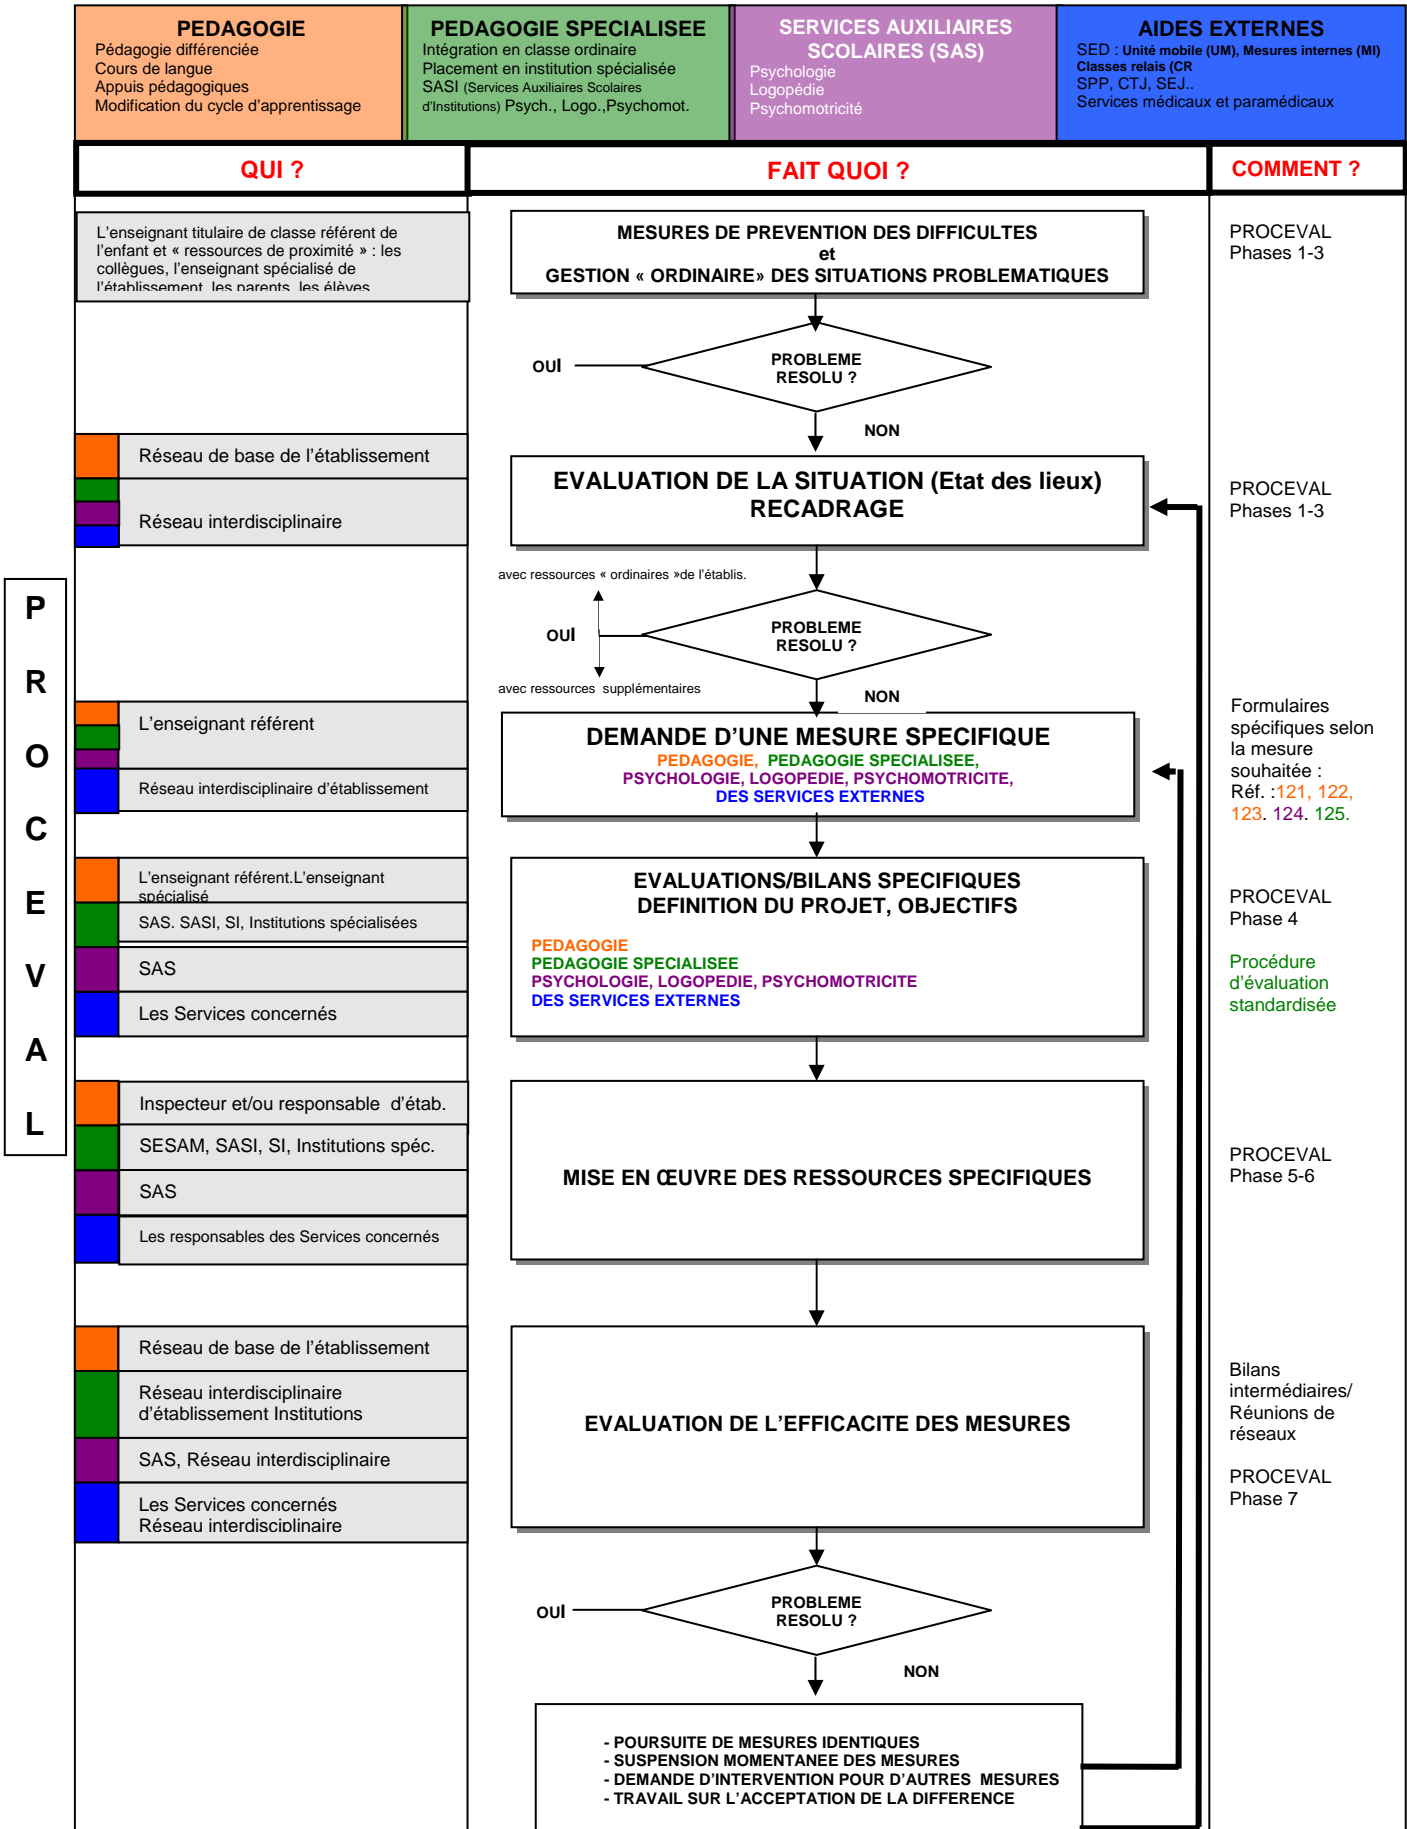 PEDAGOGIE
Pédagogie différenciée
Cours de langue
Appuis pédagogiques
Modification du cycle d'apprentissage
PEDAGOGIE SPECIALISEE
Intégration en classe ordinaire
Placement en institution spécialisée
SASI (Services Auxiliaires Scolaires
d'Institutions) Psych., Logo.,Psychomot.
SERVICES AUXILIAIRES
SCOLAIRES (SAS)
Psychologie
Logopédie
Psychomotricité
AIDES EXTERNES
SED : Unité mobile (UM), Mesures internes (MI)
Classes relais (CR
SPP, CTJ, SEJ..
Services médicaux et paramédicaux
QUI ?
FAIT QUOI ?
COMMENT ?
L'enseignant titulaire de classe référent de
l'enfant et « ressources de proximité » : les
collègues, l'enseignant spécialisé de
l'établissement, les parents, les élèves
MESURES DE PREVENTION DES DIFFICULTES
et
GESTION « ORDINAIRE» DES SITUATIONS PROBLEMATIQUES
PROCEVAL
Phases 1-3
OUI
PROBLEME
RESOLU ?
NON
Réseau de base de l'établissement
Réseau interdisciplinaire
EVALUATION DE LA SITUATION (Etat des lieux)
RECADRAGE
PROCEVAL
Phases 1-3
avec ressources « ordinaires »de l'établis.
OUI
PROBLEME
RESOLU ?
avec ressources supplémentaires
NON
P
R
O
C
E
V
A
L
L'enseignant référent
Réseau interdisciplinaire d'établissement
DEMANDE D'UNE MESURE SPECIFIQUE
PEDAGOGIE, PEDAGOGIE SPECIALISEE,
PSYCHOLOGIE, LOGOPEDIE, PSYCHOMOTRICITE,
DES SERVICES EXTERNES
Formulaires
spécifiques selon
la mesure
souhaitée :
Réf. :121, 122,
123. 124. 125.
L'enseignant référent.L'enseignant
spécialisé
SAS. SASI, SI, Institutions spécialisées
SAS
Les Services concernés
EVALUATIONS/BILANS SPECIFIQUES
DEFINITION DU PROJET, OBJECTIFS
PEDAGOGIE
PEDAGOGIE SPECIALISEE
PSYCHOLOGIE, LOGOPEDIE, PSYCHOMOTRICITE
DES SERVICES EXTERNES
PROCEVAL
Phase 4
Procédure
d'évaluation
standardisée
Inspecteur et/ou responsable d'étab.
SESAM, SASI, SI, Institutions spéc.
SAS
Les responsables des Services concernés
MISE EN ŒUVRE DES RESSOURCES SPECIFIQUES
PROCEVAL
Phase 5-6
Réseau de base de l'établissement
Réseau interdisciplinaire
d'établissement Institutions
SAS, Réseau interdisciplinaire
Les Services concernés
Réseau interdisciplinaire
EVALUATION DE L'EFFICACITE DES MESURES
Bilans
intermédiaires/
Réunions de
réseaux
PROCEVAL
Phase 7
OUI
PROBLEME
RESOLU ?
NON
- POURSUITE DE MESURES IDENTIQUES
- SUSPENSION MOMENTANEE DES MESURES
- DEMANDE D'INTERVENTION POUR D'AUTRES MESURES
- TRAVAIL SUR L'ACCEPTATION DE LA DIFFERENCE